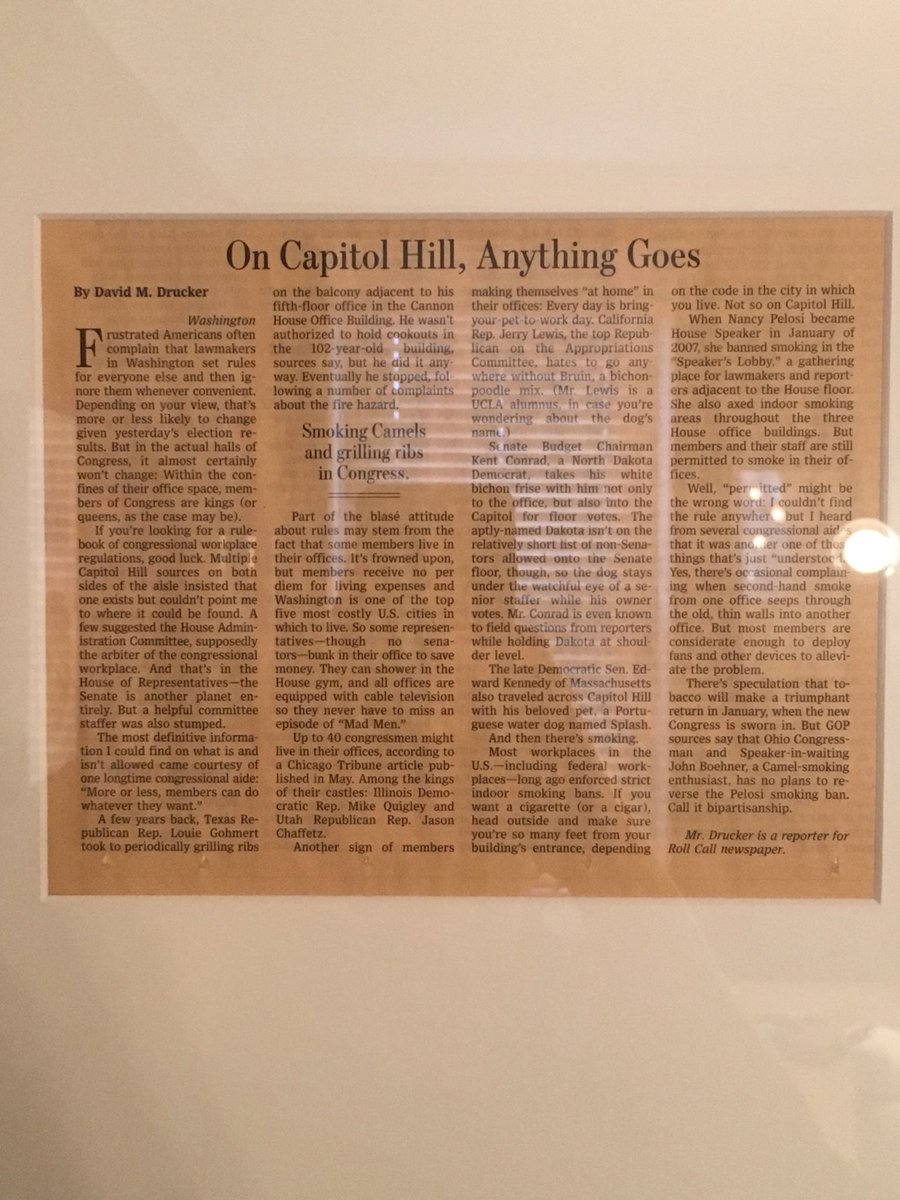 On Capitol Hill, Anything Goes
By David M. Drucker
Washington
Frustrated Americans often
complain that lawmakers
in Washington set rules
for everyone else and then ig-
nore them whenever convenient.
Depending on your view, that's
more or less likely to change
given yesterday's election re-
sults. But in the actual halls of
Congress, it almost certainly
won't change: Within the con-
fines of their office space, mem-
bers of Congress are kings (or
queens, as the case may be).
If you're looking for a rule-
book of congressional workplace
regulations, good luck. Multiple
Capitol Hill sources on both
sides of the aisle insisted that
one exists but couldn't point me
to where it could be found. A
few suggested the House Admin-
istration Committee, supposedly
the arbiter of the congressional
workplace. And that's in the
House of Representatives—the
Senate is another planet en-
tirely. But a helpful committee
staffer was also stumped.
The most definitive informa-
tion I could find on what is and
isn't allowed came courtesy of
one longtime congressional aide:
"More or less, members can do
whatever they want."
A few years back, Texas Re-
publican Rep. Louie Gohmert
took to periodically grilling ribs
on the balcony adjacent to his
fifth-floor office in the Cannon
House Office Building. He wasn't
authorized to hold cookouts in
the 102-year-old building,
sources say, but he did it any-
way. Eventually he stopped, fol-
lowing a number of complaints
about the fire hazard.
Smoking Camels
and grilling ribs
in Congress.
Part of the blasé attitude
about rules may stem from the
fact that some members live in
their offices. It's frowned upon,
but members receive no per
diem for living expenses and
Washington is one of the top
five most costly U.S. cities in
which to live. So some represen-
tatives—though no sena-
tors—bunk in their office to save
money. They can shower in the
House gym, and all offices are
equipped with cable television
so they never have to miss an
episode of "Mad Men."
Up to 40 congressmen might
live in their offices, according to
a Chicago Tribune article pub-
lished in May. Among the kings
of their castles: Illinois Demo-
cratic Rep. Mike Quigley and
Utah Republican Rep. Jason
Chaffetz.
Another sign of members
making themselves "at home" in
their offices: Every day is bring-
your-pet-to-work day. California
Rep. Jerry Lewis, the top Repub-
lican on the Appropriations
Committee, hates to go any-
where without Bruin, a bichon-
poodle mix. (Mr. Lewis is a
UCLA alumnus, in case you're
wondering about the dog's
name.)
Senate Budget Chairman
Kent Conrad, a North Dakota
Democrat, takes his white
bichon frise with him not only
to the office, but also into the
Capitol for floor votes. The
aptly-named Dakota isn't on the
relatively short list of non-Sena-
tors allowed onto the Senate
floor, though, so the dog stays
under the watchful eye of a se-
nior staffer while his owner
votes. Mr. Conrad is even known
to field questions from reporters
while holding Dakota at shoul-
der level.
The late Democratic Sen. Ed-
ward Kennedy of Massachusetts
also traveled across Capitol Hill
with his beloved pet, a Portu-
guese water dog named Splash.
And then there's smoking.
Most workplaces in the
U.S.—including federal work-
places—long ago enforced strict
indoor smoking bans. If you
want a cigarette (or a cigar),
head outside and make sure
you're so many feet from your
building's entrance, depending
on the code in the city in which
you live. Not so on Capitol Hill.
When Nancy Pelosi became
House Speaker in January of
2007, she banned smoking in the
"Speaker's Lobby," a gathering
place for lawmakers and report-
ers adjacent to the House floor.
She also axed indoor smoking
areas throughout the three
House office buildings. But
members and their staff are still
permitted to smoke in their of-
fices.
Well, "permitted" might be
the wrong word: I couldn't find
the rule anywhere, but I heard
from several congressional aides
that it was another one of those
things that's just "understood."
Yes, there's occasional complain-
ing when second-hand smoke
from one office seeps through
the old, thin walls into another
office. But most members are
considerate enough to deploy
fans and other devices to allevi-
ate the problem.
There's speculation that to-
bacco will make a triumphant
return in January, when the new
Congress is sworn in. But GOP
sources say that Ohio Congress-
man and Speaker-in-waiting
John Boehner, a Camel-smoking
enthusiast, has no plans to re-
verse the Pelosi smoking ban.
Call it bipartisanship.
Mr. Drucker is a reporter for
Roll Call newspaper.